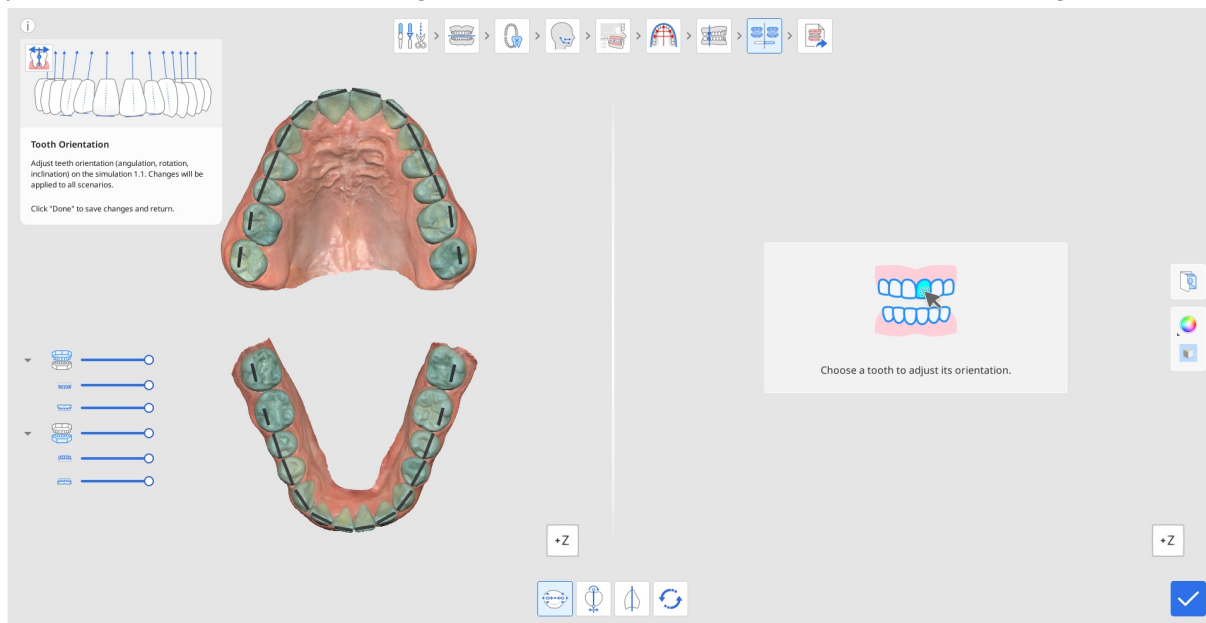 Tooth Orientation
Adjust teeth orientation (angulation, rotation,
inclination) on the simulation 1.1. Changes will be
applied to all scenarios.
Click "Done" to save changes and return.
Choose a tooth to adjust its orientation.
+Z
+Z